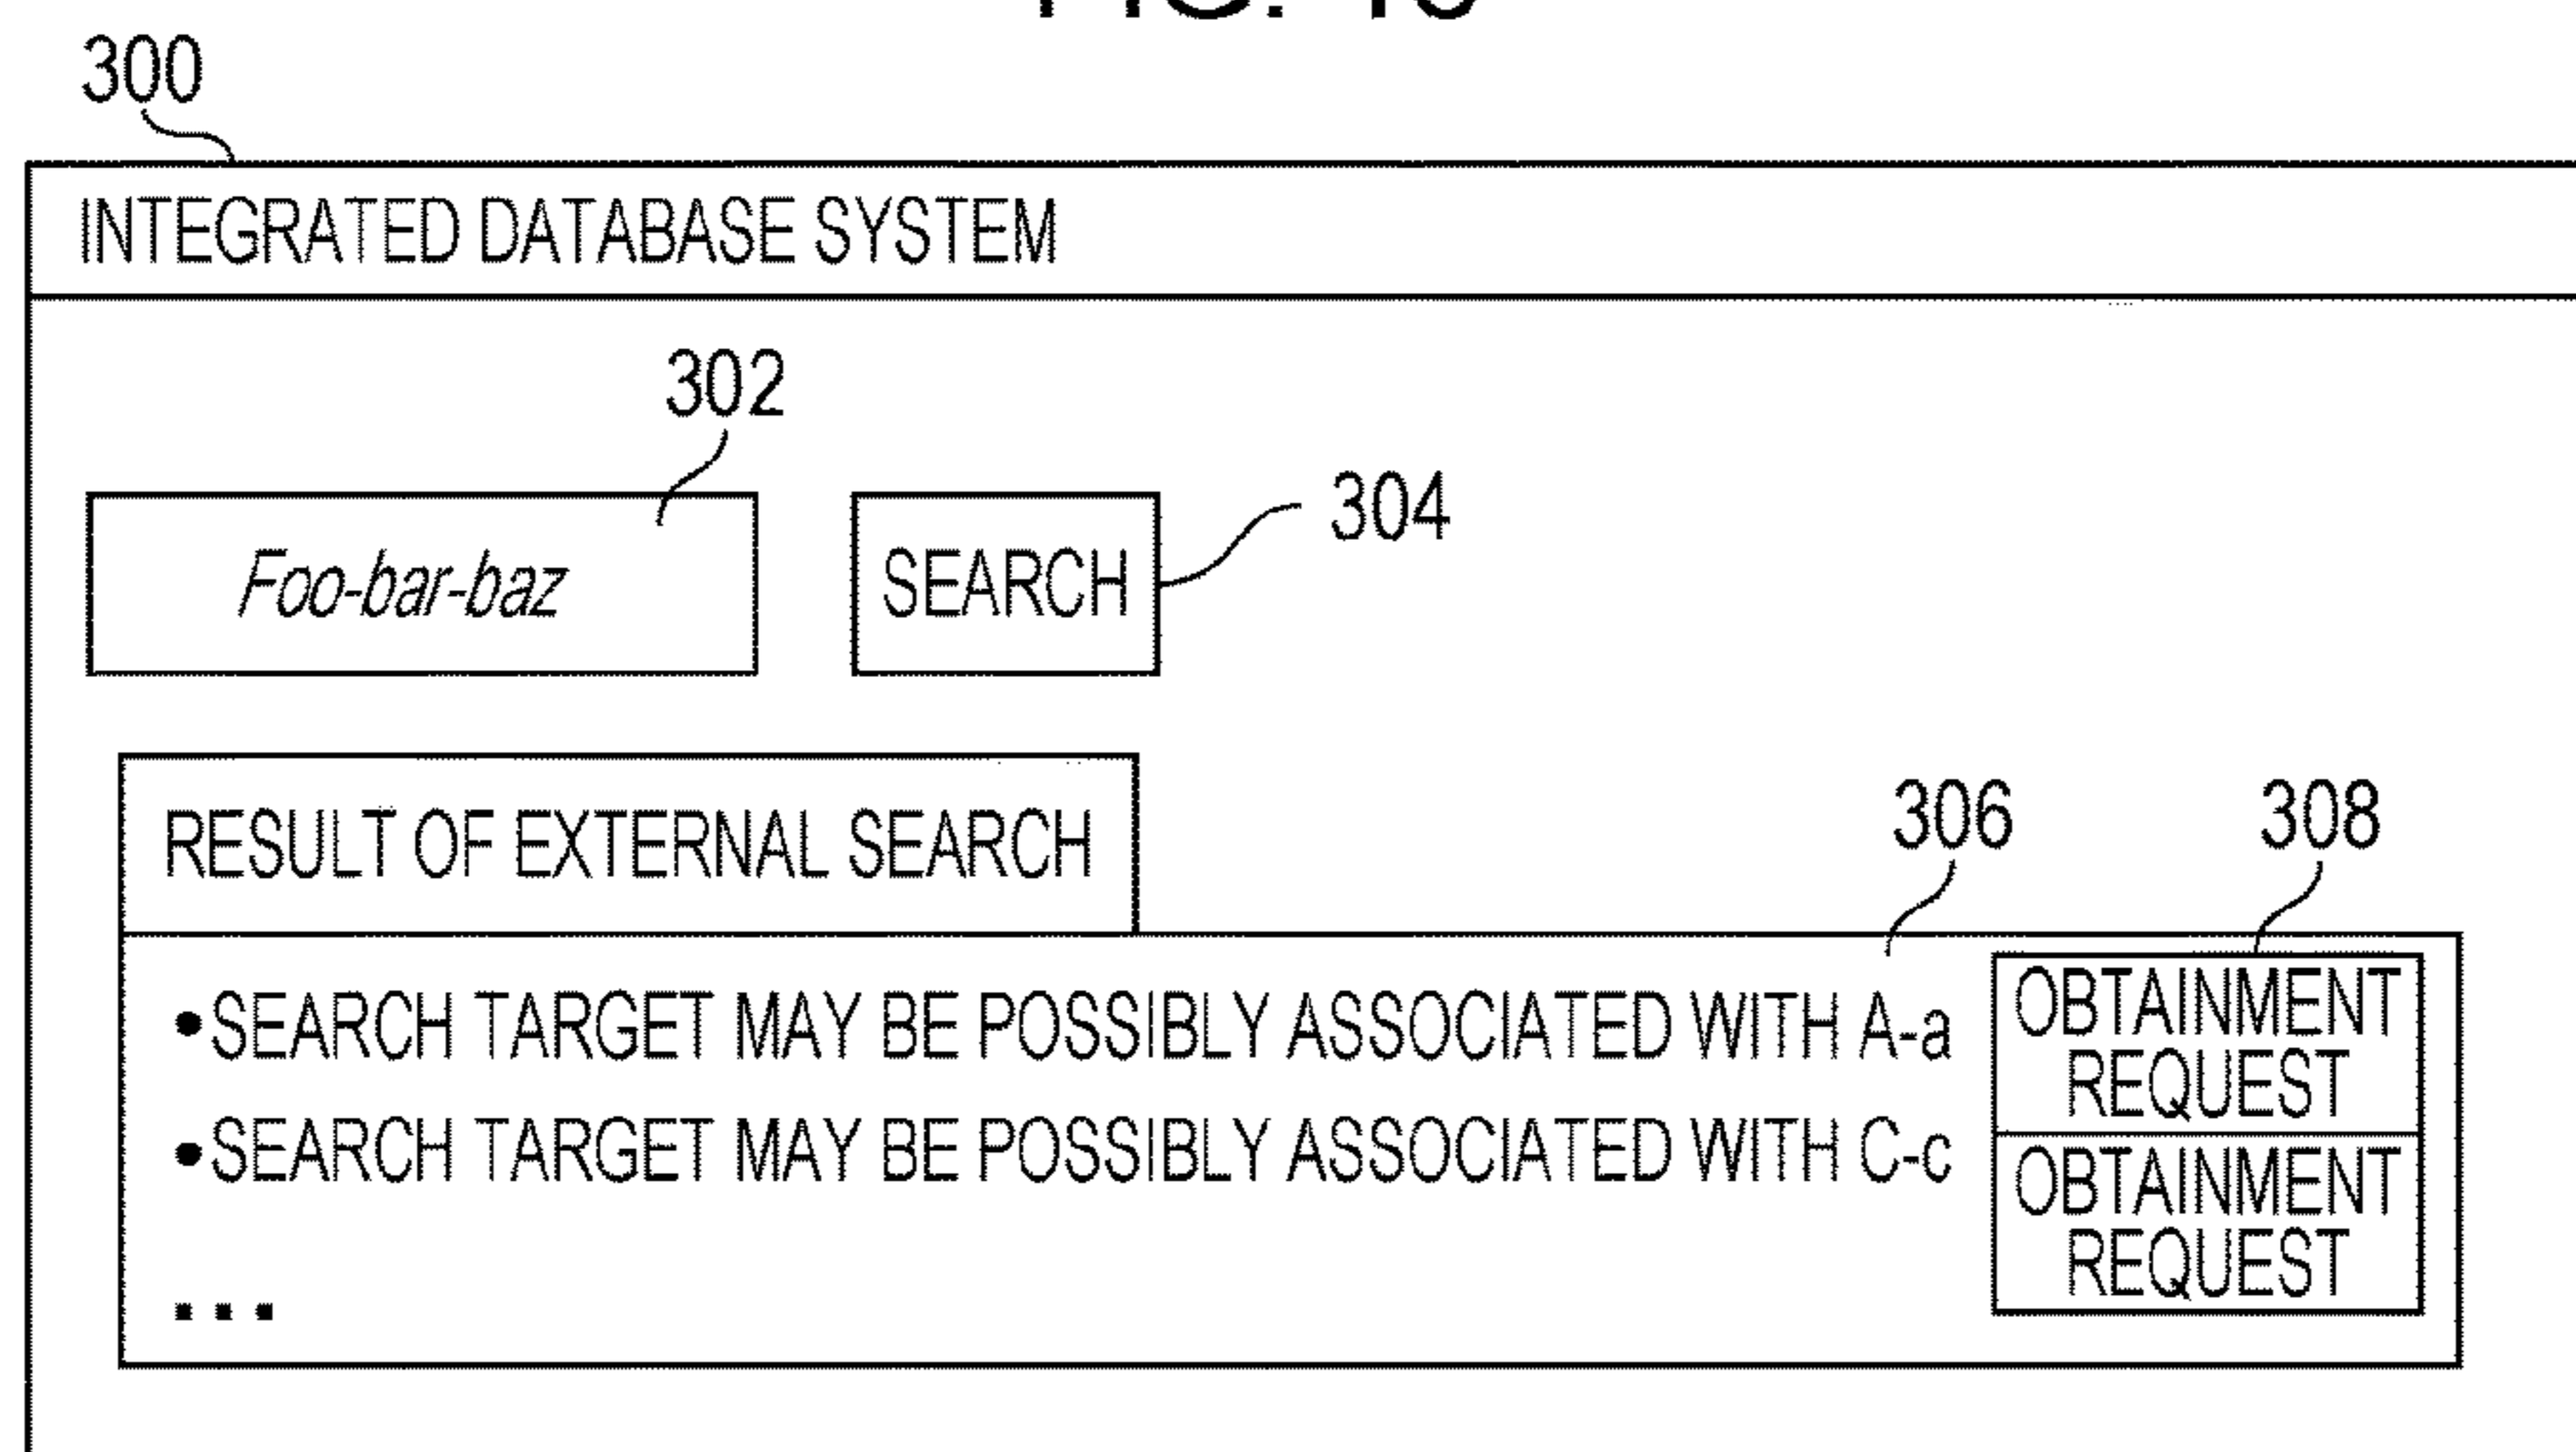 300
INTEGRATED DATABASE SYSTEM
302
304
Foo-bar-baz
SEARCH
306
308
RESULT OF EXTERNAL SEARCH
•SEARCH TARGET MAY BE POSSIBLY ASSOCIATED WITH A-a
OBTAINMENT
REQUEST
•SEARCH TARGET MAY BE POSSIBLY ASSOCIATED WITH C-c
OBTAINMENT
REQUEST
...